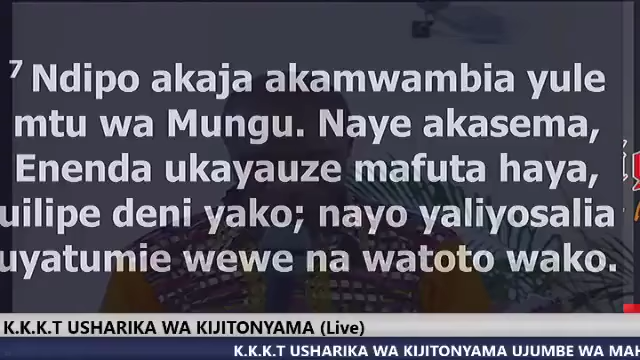 7 Ndipo akaja akamwambia yule
mtu wa Mungu. Naye akasema,
Enenda ukayauze mafuta haya,
uilipe deni yako; nayo yaliyosalia
uyatumie wewe na watoto wako.
K.K.K.T USHARIKA WA KIJITONYAMA (Live)
K.K.K.T USHARIKA WA KIJITONYAMA UJUMBE WA MAH